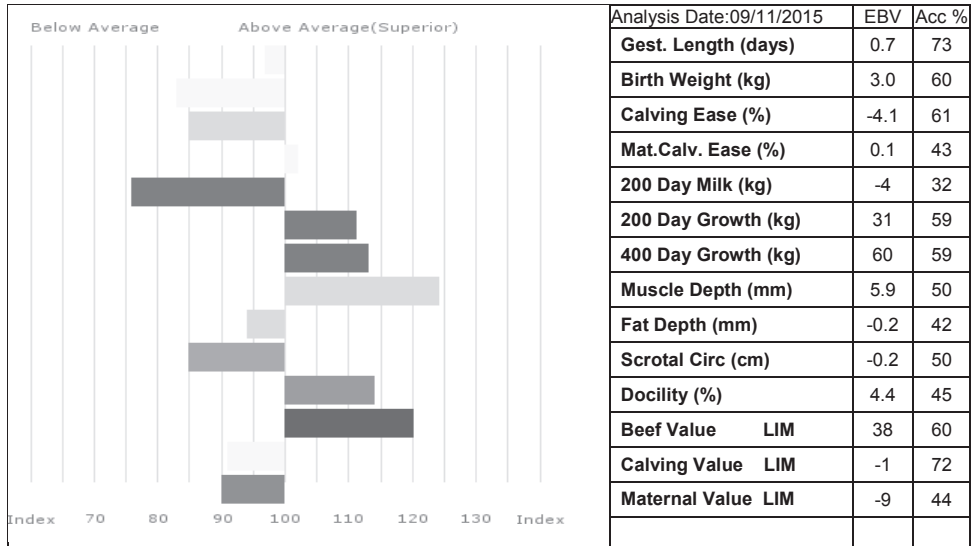 Below Average Above Average(Superior)
Index 70 80 90 100 110 120 130 Index
Analysis Date:09/11/2015 EBV Acc %
Gest. Length (days) 0.7 73
Birth Weight (kg) 3.0 60
Calving Ease (%) -4.1 61
Mat.Calv. Ease (%) 0.1 43
200 Day Milk (kg) -4 32
200 Day Growth (kg) 31 59
400 Day Growth (kg) 60 59
Muscle Depth (mm) 5.9 50
Fat Depth (mm) -0.2 42
Scrotal Circ (cm) -0.2 50
Docility (%) 4.4 45
Beef Value LIM 38 60
Calving Value LIM -1 72
Maternal Value LIM -9 44